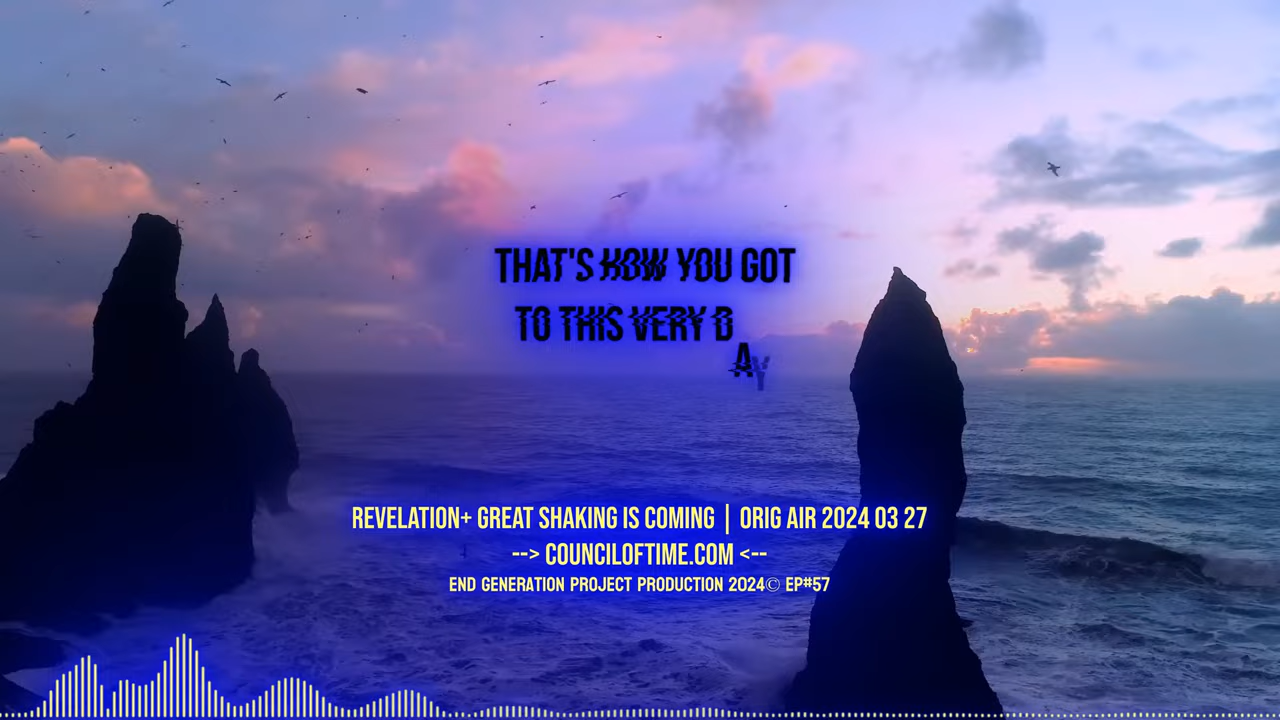 THAT'S HOW YOU GOT
TO THIS VERY DAY
REVELATION+ GREAT SHAKING IS COMING | ORIG AIR 2024 03 27
--> COUNCILOFTIME.COM <--
END GENERATION PROJECT PRODUCTION 2024© EP#57